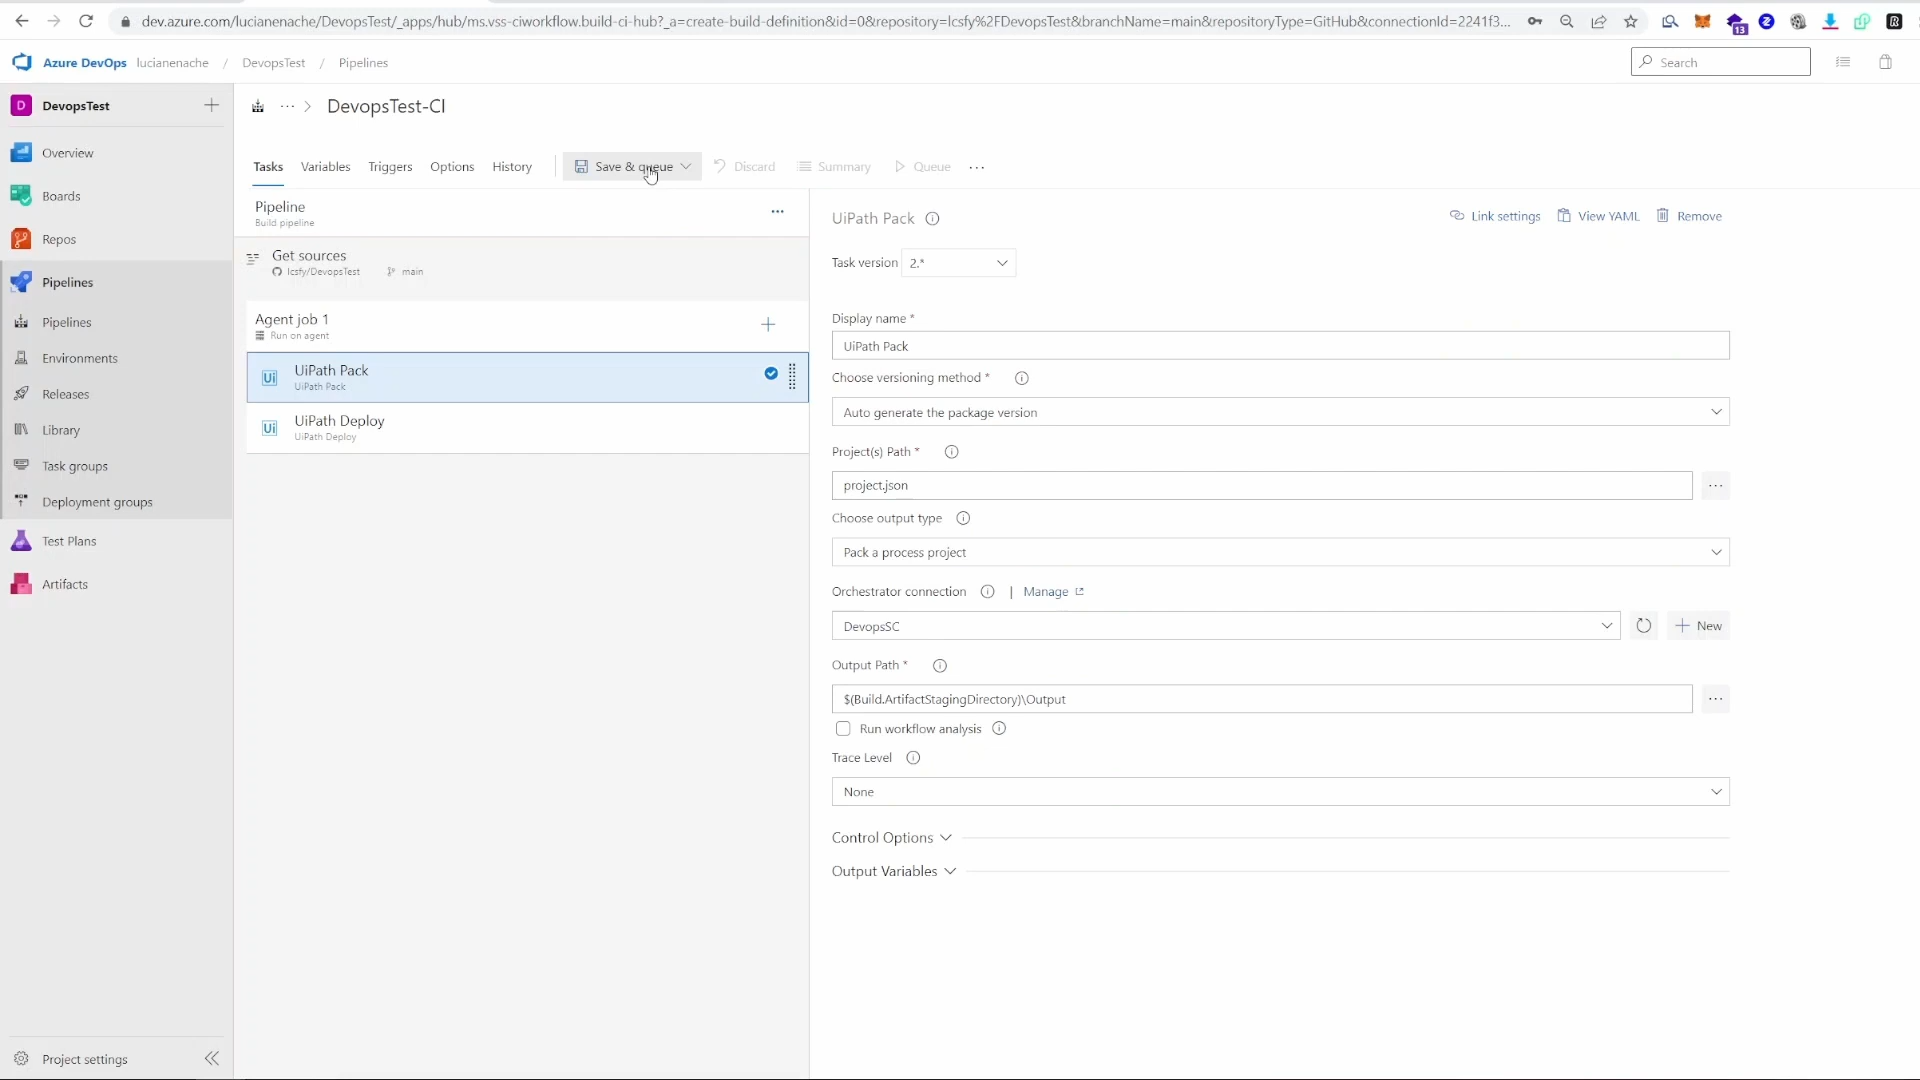 dev.azure.com/lucianenache/DevopsTest/_apps/hub/ms.vss-ciworkflow.build-ci-hub?_a=create-build-definition&id=0&repository=lcsfy%2FDevopsTest&branchName=main&repositoryType=GitHub&connectionId=2241f3...
13
Azure DevOps lucianenache / DevopsTest / Pipelines
Search
D DevopsTest
DevopsTest-CI
Overview
Boards
Repos
Pipelines
Pipelines
Environments
Releases
Library
Task groups
Deployment groups
Test Plans
Artifacts
Project settings
Tasks Variables Triggers Options History Save & queue Discard Summary Queue ...
Pipeline
Build pipeline
Get sources
lcsfy/DevopsTest main
Agent job 1
Run on agent
Ui UiPath Pack
UiPath Pack
Ui UiPath Deploy
UiPath Deploy
UiPath Pack
Link settings View YAML Remove
Task version 2.*
Display name *
UiPath Pack
Choose versioning method *
Auto generate the package version
Project(s) Path *
project.json
Choose output type
Pack a process project
Orchestrator connection | Manage
DevopsSC
New
Output Path *
$(Build.ArtifactStagingDirectory)\Output
Run workflow analysis
Trace Level
None
Control Options
Output Variables